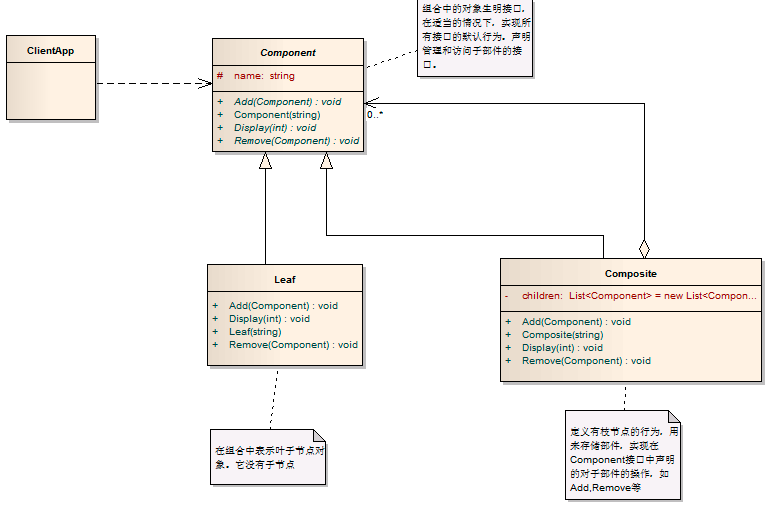 组合中的对象生明接口，
在适当的情况下，实现所
有接口的默认行为。声明
管理和访问子部件的接
口。
ClientApp
Component
# name: string
+ Add(Component) : void
+ Component(string)
+ Display(int) : void
+ Remove(Component) : void
0..*
Leaf
+ Add(Component) : void
+ Display(int) : void
+ Leaf(string)
+ Remove(Component) : void
Composite
- children: List<Component> = new List<Compon...
+ Add(Component) : void
+ Composite(string)
+ Display(int) : void
+ Remove(Component) : void
在组合中表示叶子节点对
象。它没有子节点
定义有枝节点的行为，用
来存储部件，实现在
Component接口中声明
的对子部件的操作，如
Add,Remove等